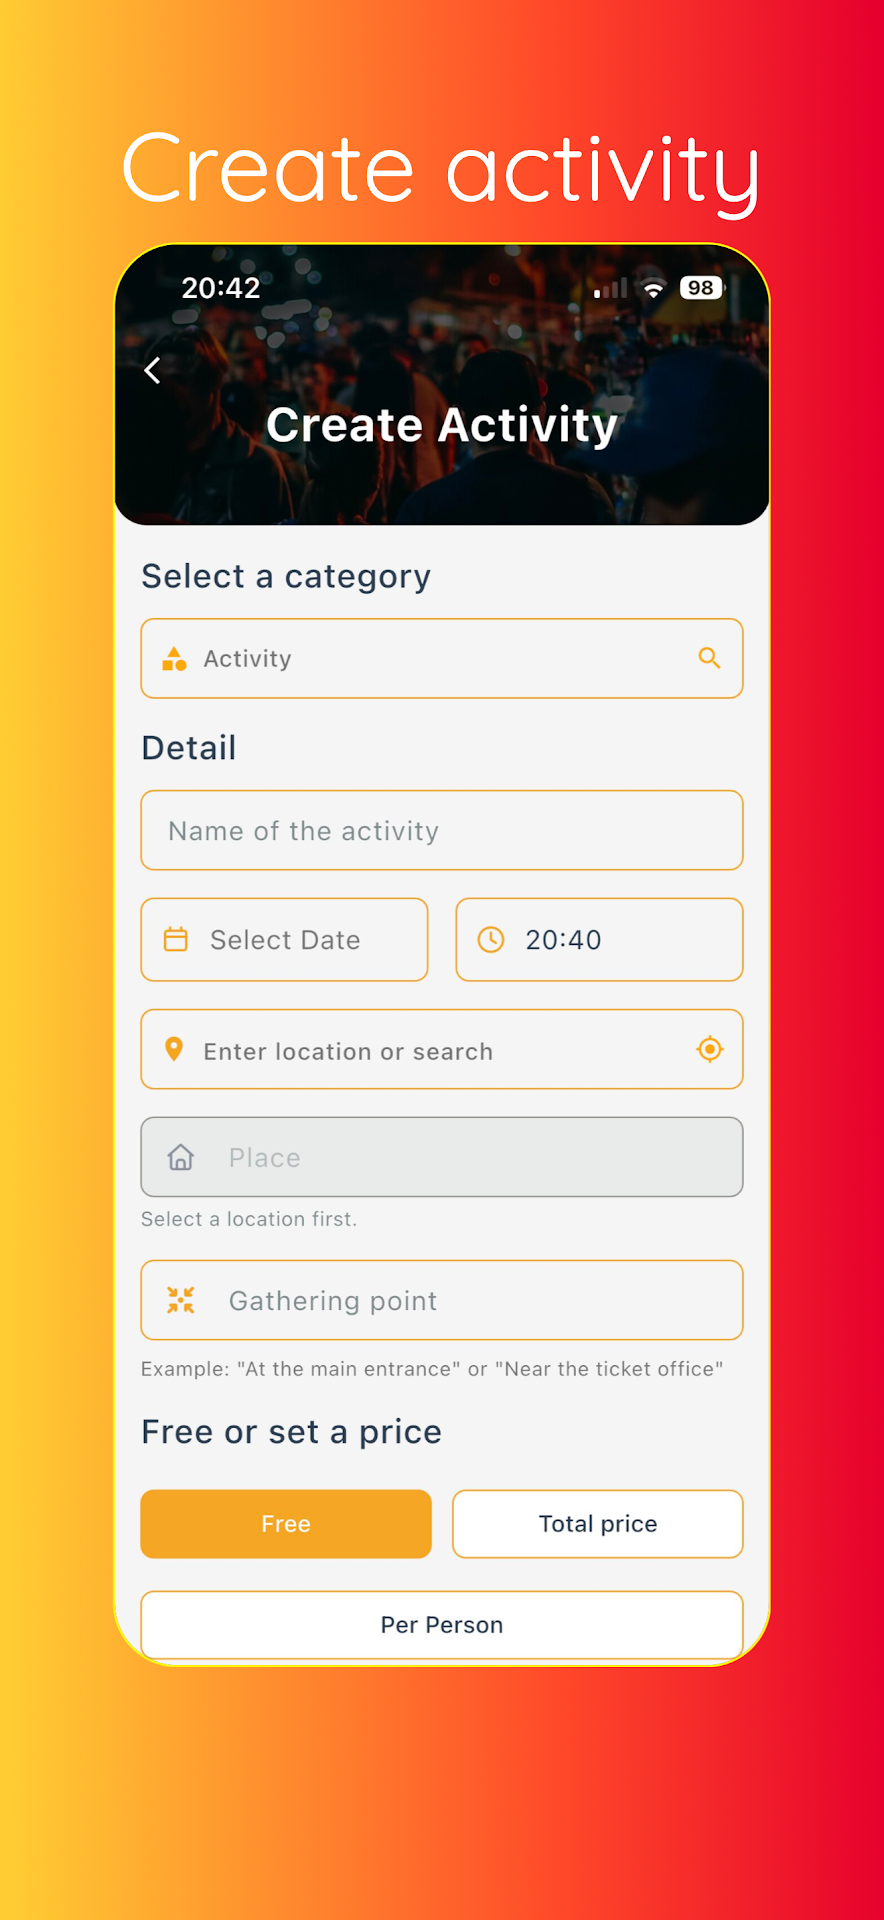 Create activity
20:42
98
Create Activity
Select a category
Activity
Detail
Name of the activity
Select Date
20:40
Enter location or search
Place
Select a location first.
Gathering point
Example: "At the main entrance" or "Near the ticket office"
Free or set a price
Free
Total price
Per Person